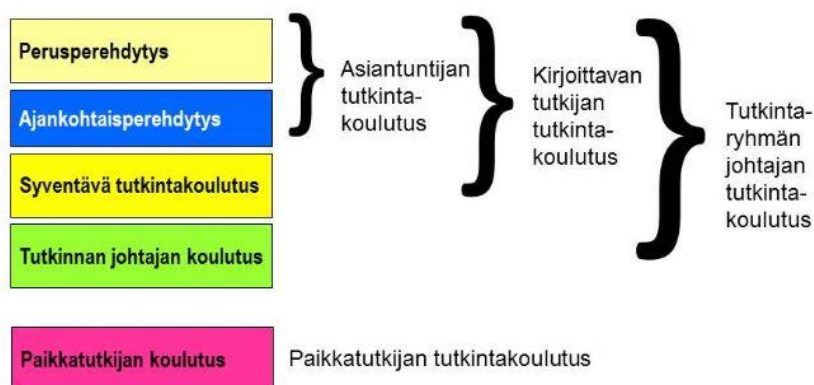 Perusperehdytys
Ajankohtaisperehdytys
Syventävä tutkintakoulutus
Tutkinnan johtajan koulutus
Asiantuntijan
tutkinta-
koulutus
Kirjoittavan
tutkijan
tutkinta-
koulutus
Tutkinta-
ryhmän
johtajan
tutkinta-
koulutus
Paikkatutkijan koulutus
Paikkatutkijan tutkintakoulutus